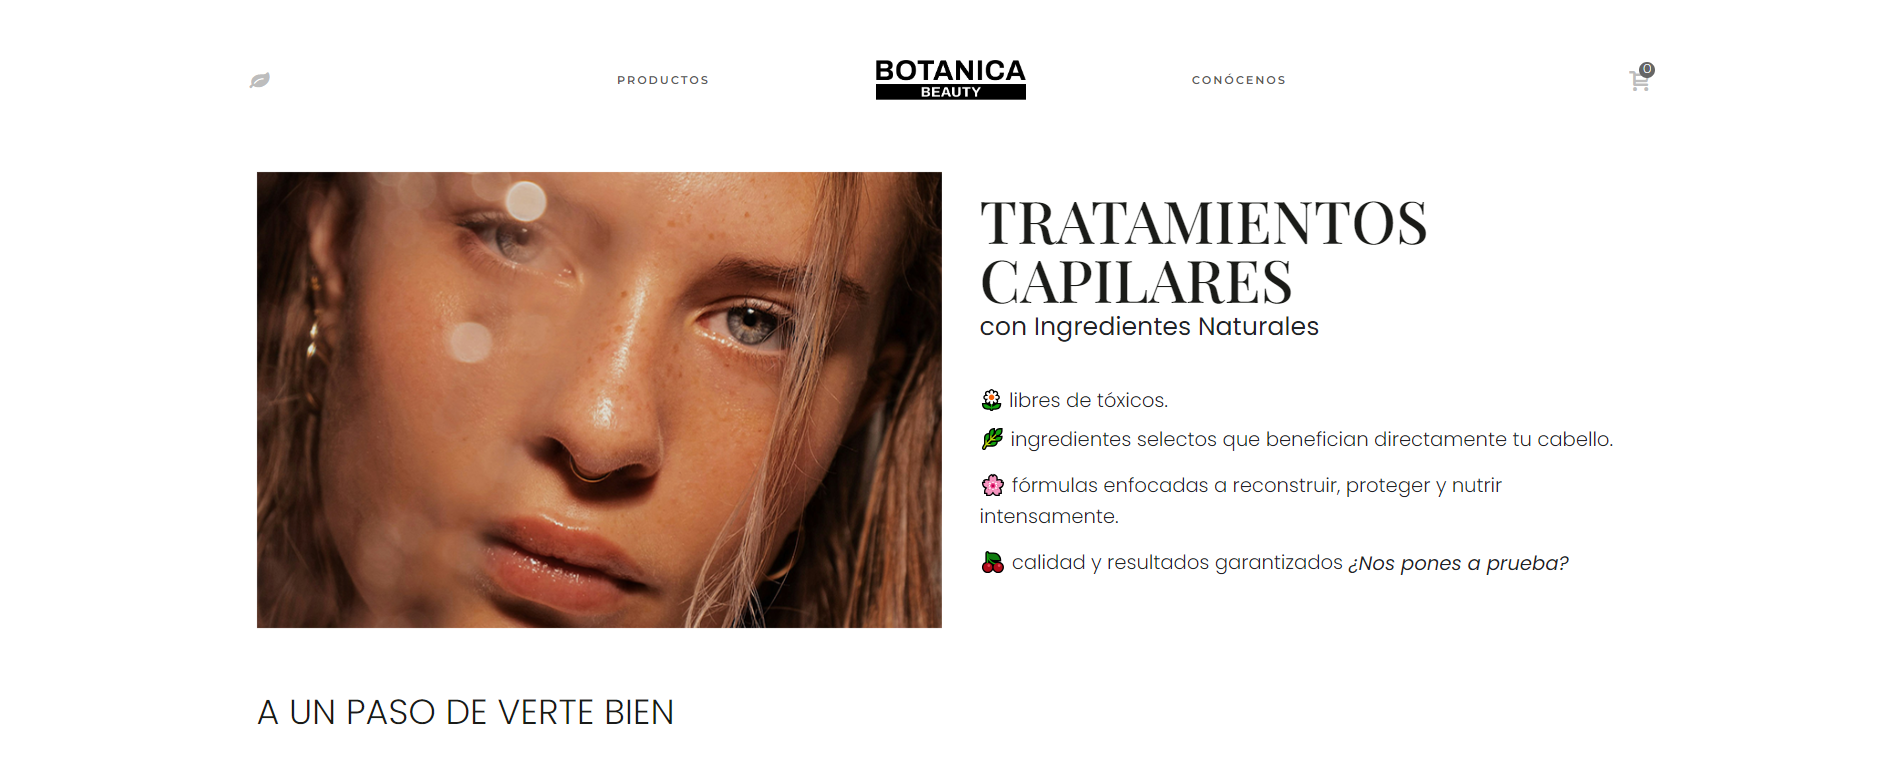 PRODUCTOS
BOTANICA
BEAUTY
CONÓCENOS
0
TRATAMIENTOS
CAPILARES
con Ingredientes Naturales
libres de tóxicos.
ingredientes selectos que benefician directamente tu cabello.
fórmulas enfocadas a reconstruir, proteger y nutrir
intensamente.
calidad y resultados garantizados ¿Nos pones a prueba?
A UN PASO DE VERTE BIEN